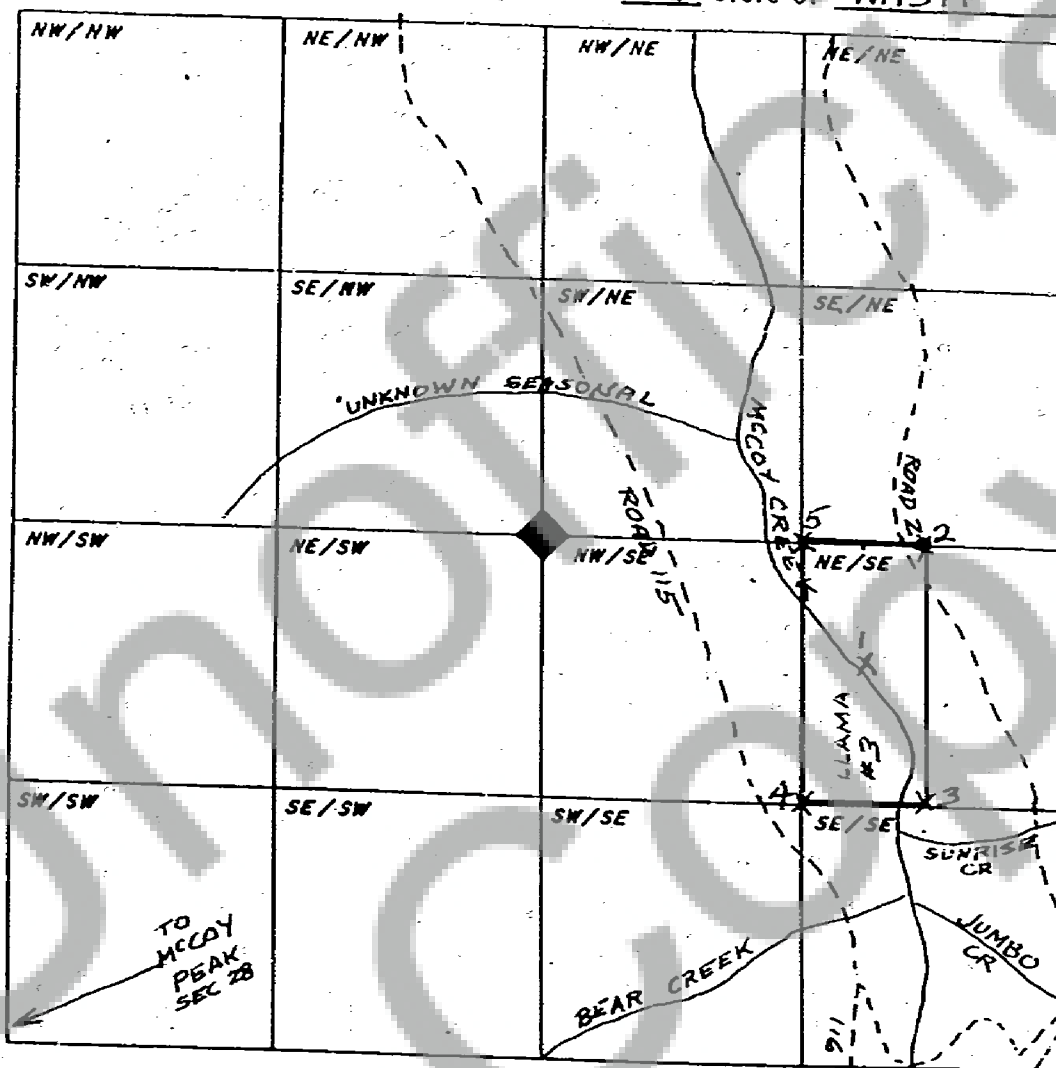 NW/NW
NE/NW
NW/NE
NE/NE
SW/NW
SE/NW
SW/NE
SE/NE
UNKNOWN SEASONAL
MCCOY CREEK
ROAD 2
5
2
NW/SW
NE/SW
NW/SE
NE/SE
ROAD 115
1
LLAMA
#3
4
3
SW/SW
SE/SW
SW/SE
SE/SE
SUNRISE
CR
TO
McCOY
PEAK
SEC 28
BEAR CREEK
JUMBO
CR
116
Unofficial
Copy